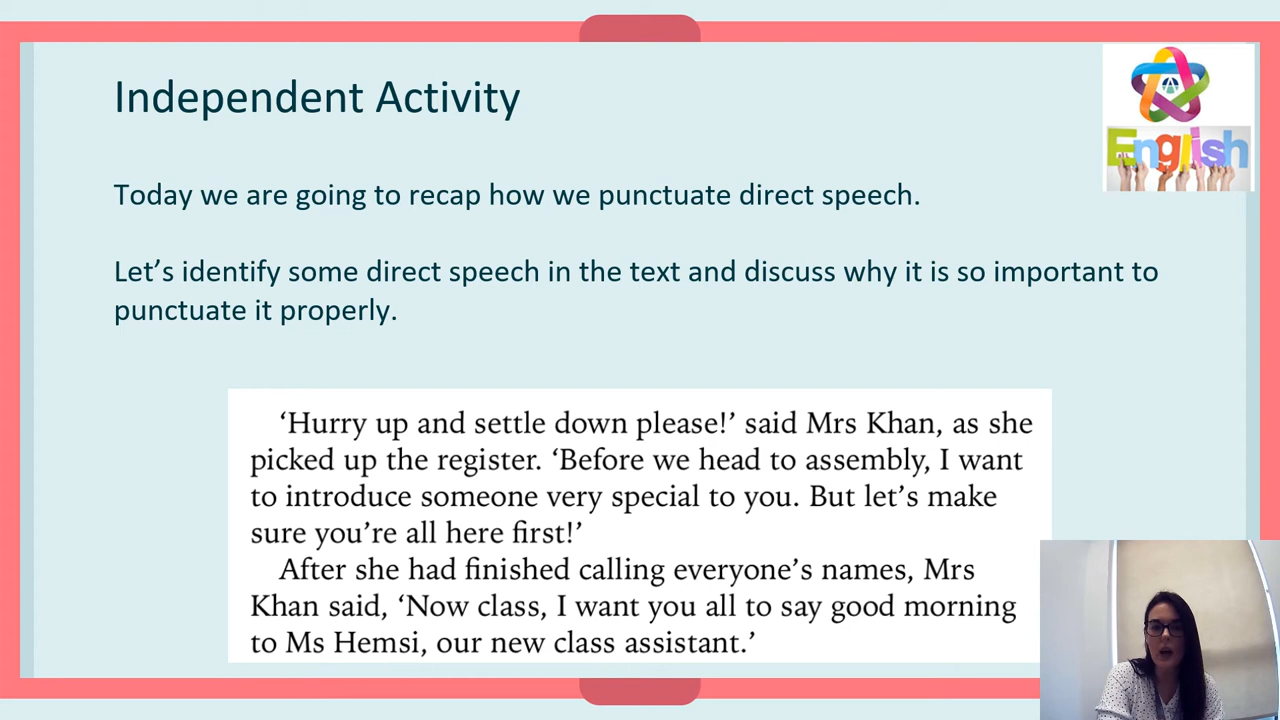 Independent Activity
English
Today we are going to recap how we punctuate direct speech.
Let’s identify some direct speech in the text and discuss why it is so important to
punctuate it properly.
‘Hurry up and settle down please!’ said Mrs Khan, as she
picked up the register. ‘Before we head to assembly, I want
to introduce someone very special to you. But let’s make
sure you’re all here first!’
After she had finished calling everyone’s names, Mrs
Khan said, ‘Now class, I want you all to say good morning
to Ms Hemsi, our new class assistant.’